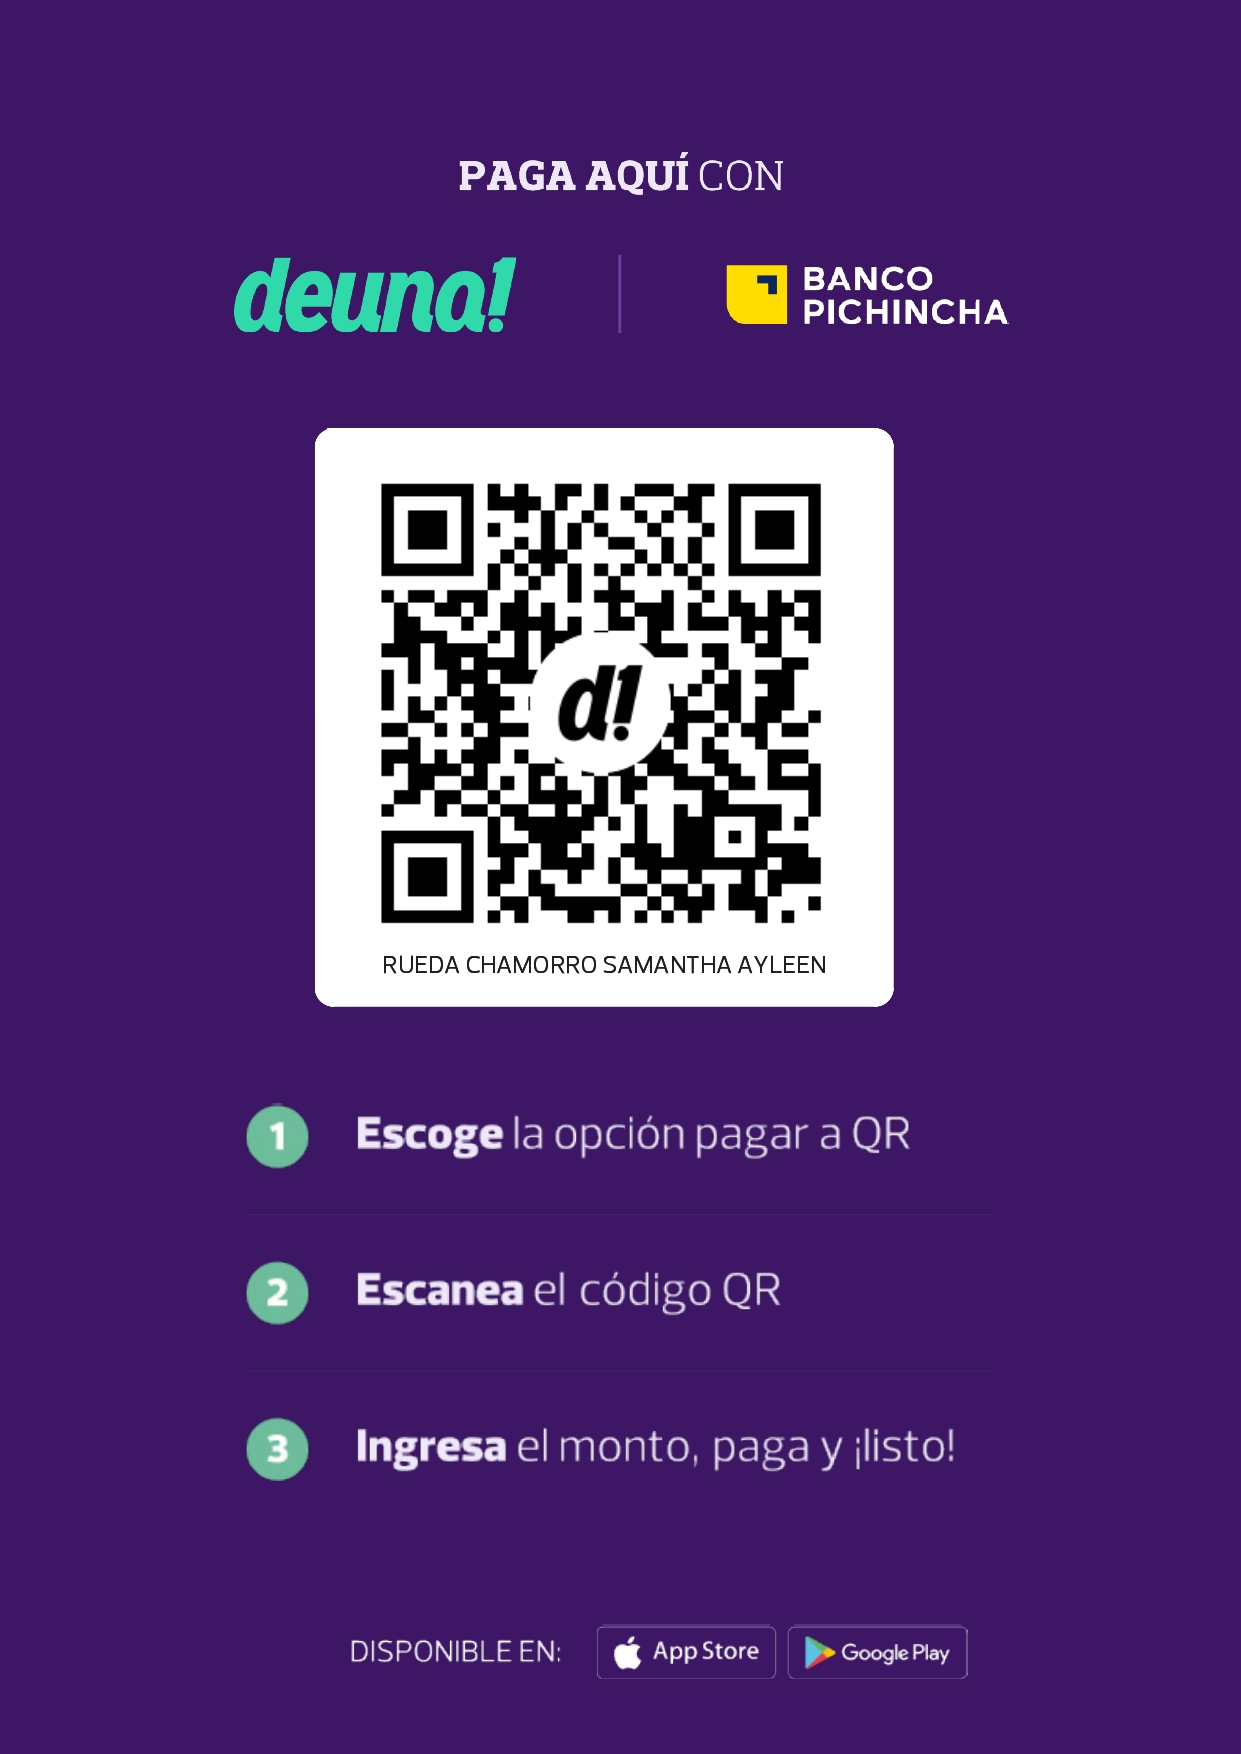 PAGA AQUÍ CON
deuna!
BANCO
PICHINCHA
d!
RUEDA CHAMORRO SAMANTHA AYLEEN
1 Escoge la opción pagar a QR
2 Escanea el código QR
3 Ingresa el monto, paga y ¡listo!
DISPONIBLE EN: App Store Google Play